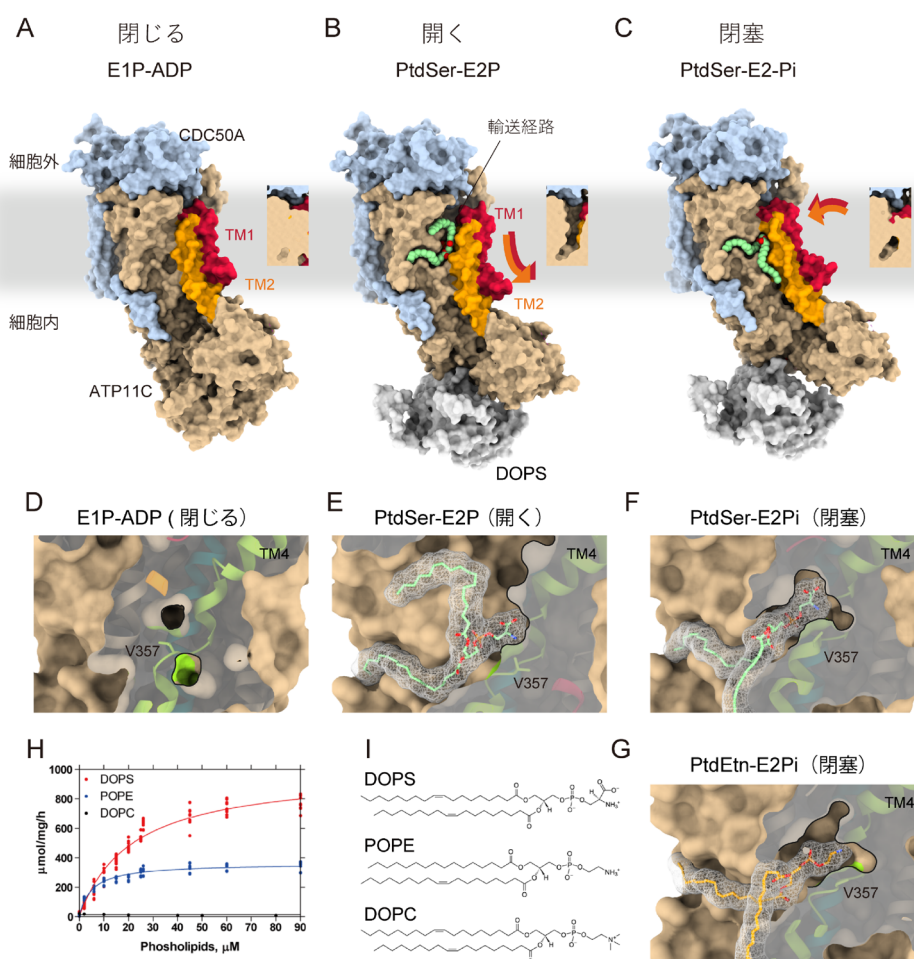 A
閉じる
E1P-ADP
B
開く
PtdSer-E2P
C
閉塞
PtdSer-E2-Pi
CDC50A
輸送経路
細胞外
TM1
TM1
TM2
TM2
細胞内
ATP11C
DOPS
D
E1P-ADP ( 閉じる）
TM4
V357
E
PtdSer-E2P（開く）
TM4
V357
F
PtdSer-E2Pi（閉塞）
TM4
V357
H
1000
800
600
400
200
0
μmol/mg/h
DOPS
POPE
DOPC
0 10 20 30 40 50 60 70 80 90
Phosholipids, μM
I
DOPS
POPE
DOPC
G
PtdEtn-E2Pi（閉塞）
TM4
V357